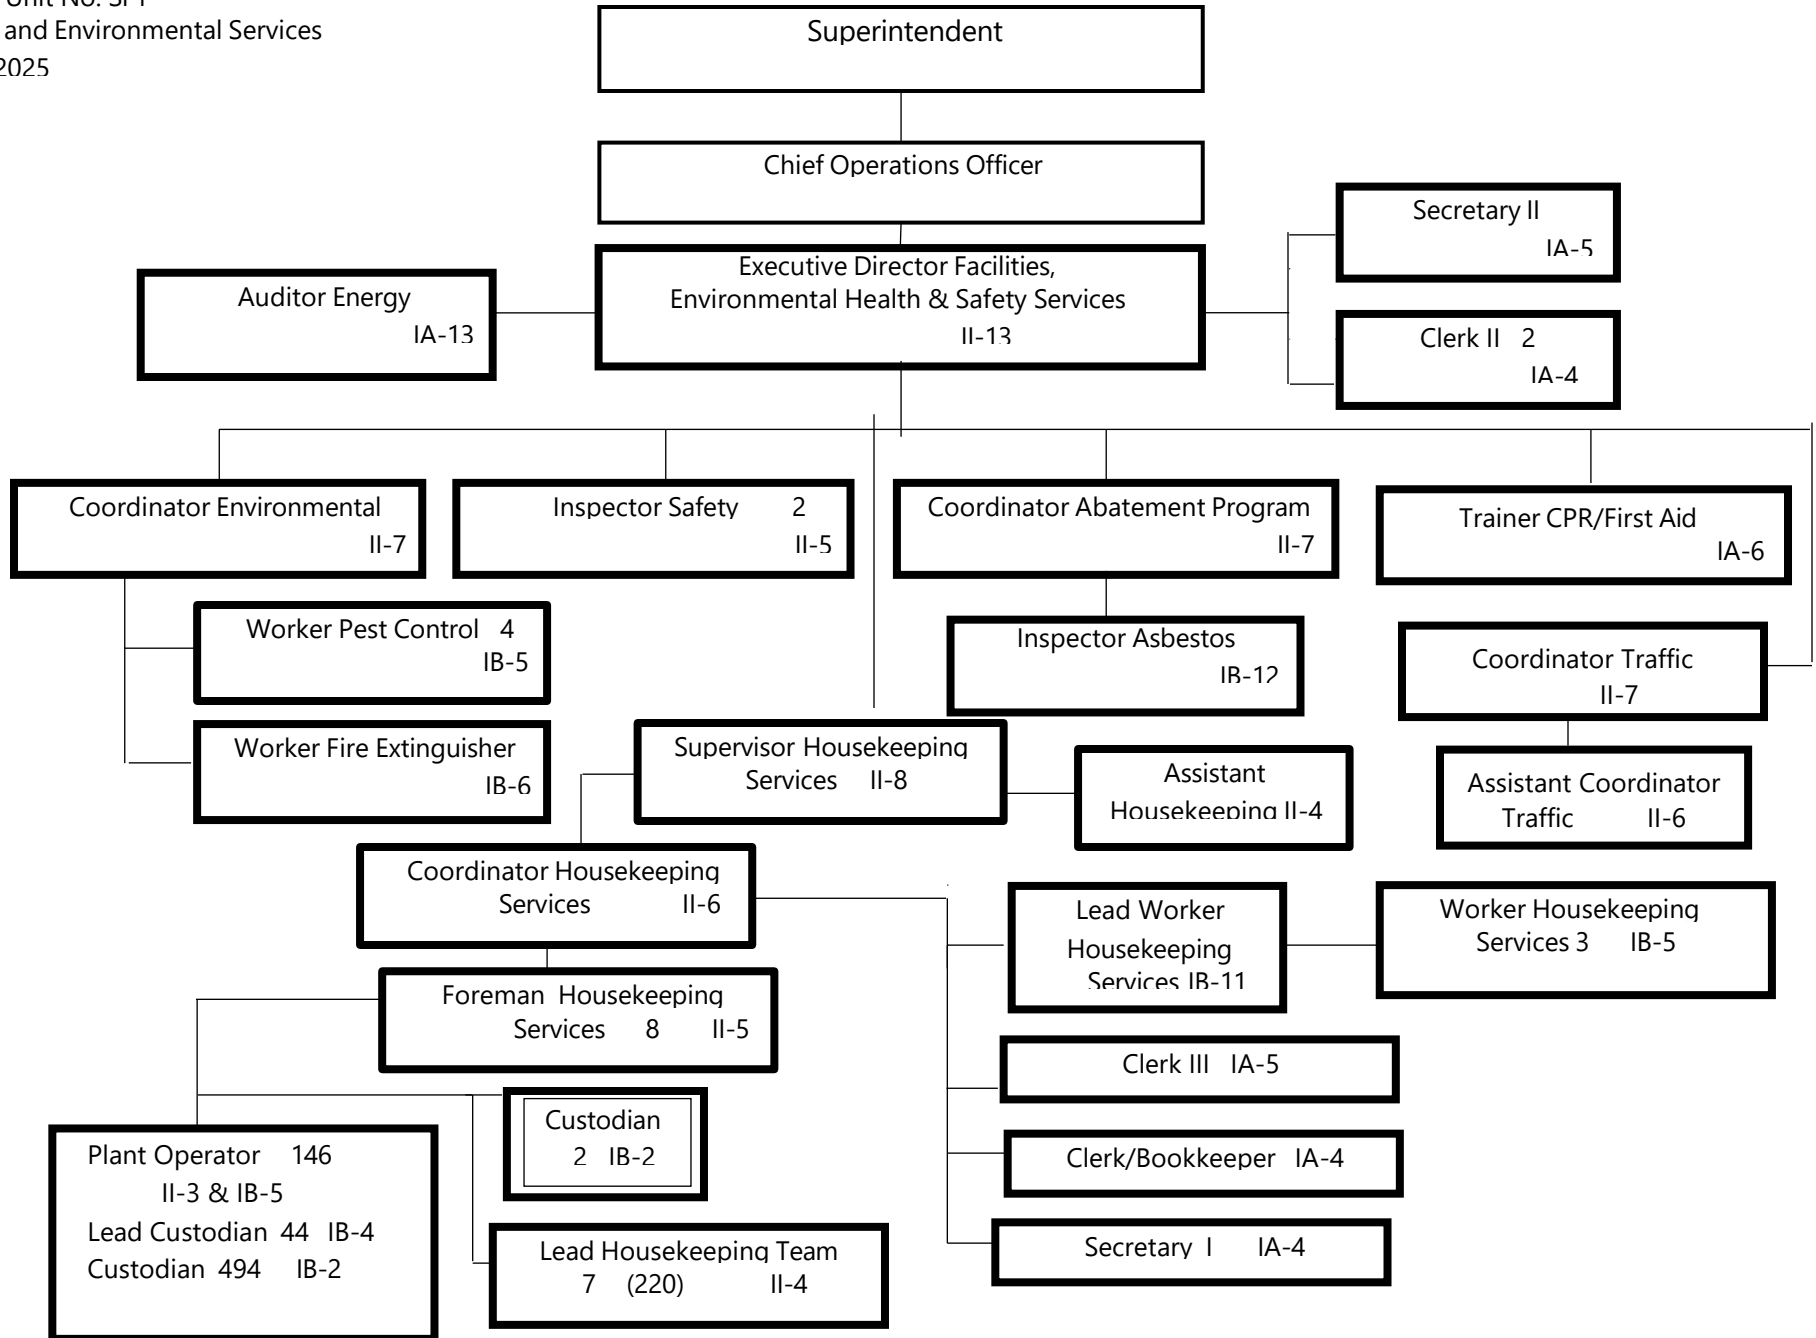 Unit No.
and Environmental Services
2025
Superintendent
Chief Operations Officer
Executive Director Facilities,
Environmental Health & Safety Services
II-13
Auditor Energy
IA-13
Secretary II
IA-5
Clerk II 2
IA-4
Coordinator Environmental
II-7
Inspector Safety 2
II-5
Coordinator Abatement Program
II-7
Trainer CPR/First Aid
IA-6
Worker Pest Control 4
IB-5
Worker Fire Extinguisher
IB-6
Inspector Asbestos
IB-12
Coordinator Traffic
II-7
Assistant Coordinator
Traffic II-6
Supervisor Housekeeping
Services II-8
Assistant
Housekeeping II-4
Coordinator Housekeeping
Services II-6
Foreman Housekeeping
Services 8 II-5
Lead Worker
Housekeeping
Services IB-11
Worker Housekeeping
Services 3 IB-5
Clerk III IA-5
Clerk/Bookkeeper IA-4
Secretary I IA-4
Custodian
2 IB-2
Plant Operator 146
II-3 & IB-5
Lead Custodian 44 IB-4
Custodian 494 IB-2
Lead Housekeeping Team
7 (220) II-4